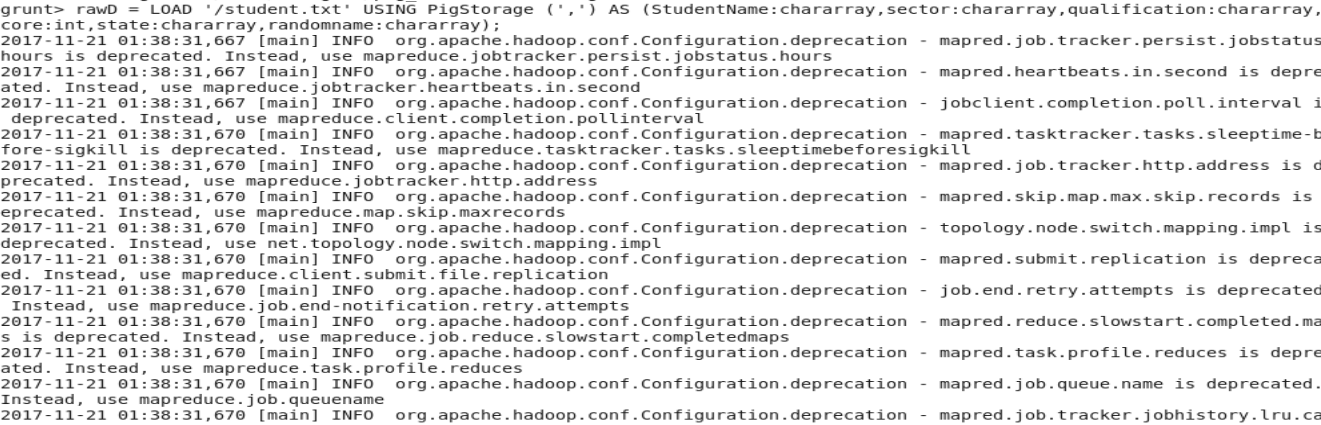 grunt> rawD = LOAD '/student.txt' USING PigStorage (',') AS (StudentName:chararray,sector:chararray,qualification:chararray,
core:int,state:chararray,randomname:chararray);
2017-11-21 01:38:31,667 [main] INFO  org.apache.hadoop.conf.Configuration.deprecation - mapred.job.tracker.persist.jobstatus
hours is deprecated. Instead, use mapreduce.jobtracker.persist.jobstatus.hours
2017-11-21 01:38:31,667 [main] INFO  org.apache.hadoop.conf.Configuration.deprecation - mapred.heartbeats.in.second is depre
ated. Instead, use mapreduce.jobtracker.heartbeats.in.second
2017-11-21 01:38:31,667 [main] INFO  org.apache.hadoop.conf.Configuration.deprecation - jobclient.completion.poll.interval i
 deprecated. Instead, use mapreduce.client.completion.pollinterval
2017-11-21 01:38:31,670 [main] INFO  org.apache.hadoop.conf.Configuration.deprecation - mapred.tasktracker.tasks.sleeptime-b
fore-sigkill is deprecated. Instead, use mapreduce.tasktracker.tasks.sleeptimebeforesigkill
2017-11-21 01:38:31,670 [main] INFO  org.apache.hadoop.conf.Configuration.deprecation - mapred.job.tracker.http.address is d
precated. Instead, use mapreduce.jobtracker.http.address
2017-11-21 01:38:31,670 [main] INFO  org.apache.hadoop.conf.Configuration.deprecation - mapred.skip.map.max.skip.records is
eprecated. Instead, use mapreduce.map.skip.maxrecords
2017-11-21 01:38:31,670 [main] INFO  org.apache.hadoop.conf.Configuration.deprecation - topology.node.switch.mapping.impl is
deprecated. Instead, use net.topology.node.switch.mapping.impl
2017-11-21 01:38:31,670 [main] INFO  org.apache.hadoop.conf.Configuration.deprecation - mapred.submit.replication is depreca
ed. Instead, use mapreduce.client.submit.file.replication
2017-11-21 01:38:31,670 [main] INFO  org.apache.hadoop.conf.Configuration.deprecation - job.end.retry.attempts is deprecated
 Instead, use mapreduce.job.end-notification.retry.attempts
2017-11-21 01:38:31,670 [main] INFO  org.apache.hadoop.conf.Configuration.deprecation - mapred.reduce.slowstart.completed.ma
s is deprecated. Instead, use mapreduce.job.reduce.slowstart.completedmaps
2017-11-21 01:38:31,670 [main] INFO  org.apache.hadoop.conf.Configuration.deprecation - mapred.task.profile.reduces is depre
ated. Instead, use mapreduce.task.profile.reduces
2017-11-21 01:38:31,670 [main] INFO  org.apache.hadoop.conf.Configuration.deprecation - mapred.job.queue.name is deprecated.
Instead, use mapreduce.job.queuename
2017-11-21 01:38:31,670 [main] INFO  org.apache.hadoop.conf.Configuration.deprecation - mapred.job.tracker.jobhistory.lru.ca